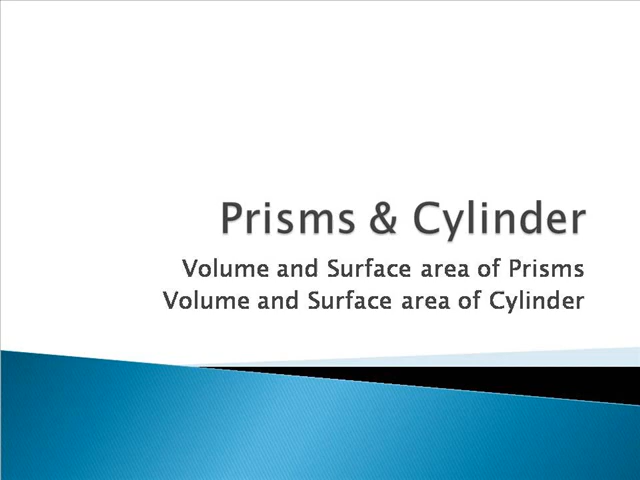 Prisms & Cylinder
Volume and Surface area of Prisms
Volume and Surface area of Cylinder